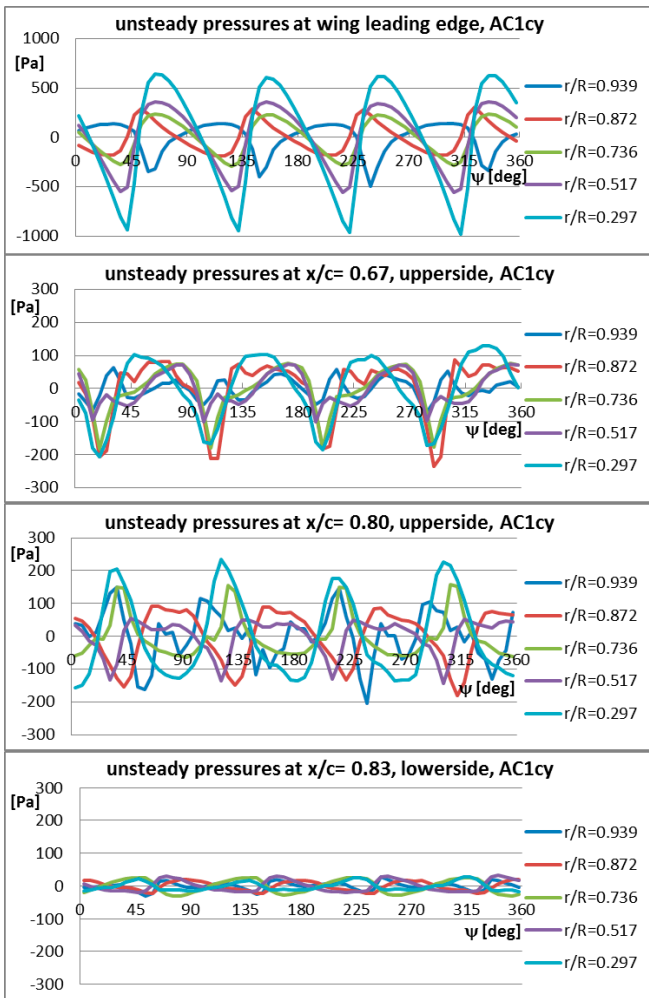 unsteady pressures at wing leading edge, AC1cy
[Pa]
1000
500
0
-500
-1000
0 45 90 135 180 225 270 315 360
ψ [deg]
r/R=0.939
r/R=0.872
r/R=0.736
r/R=0.517
r/R=0.297
unsteady pressures at x/c= 0.67, upperside, AC1cy
[Pa]
300
200
100
0
-100
-200
-300
0 45 90 135 180 225 270 315 360
ψ [deg]
r/R=0.939
r/R=0.872
r/R=0.736
r/R=0.517
r/R=0.297
unsteady pressures at x/c= 0.80, upperside, AC1cy
[Pa]
300
200
100
0
-100
-200
-300
0 45 90 135 180 225 270 315 360
ψ [deg]
r/R=0.939
r/R=0.872
r/R=0.736
r/R=0.517
r/R=0.297
unsteady pressures at x/c= 0.83, lowerside, AC1cy
[Pa]
300
200
100
0
-100
-200
-300
0 45 90 135 180 225 270 315 360
ψ [deg]
r/R=0.939
r/R=0.872
r/R=0.736
r/R=0.517
r/R=0.297